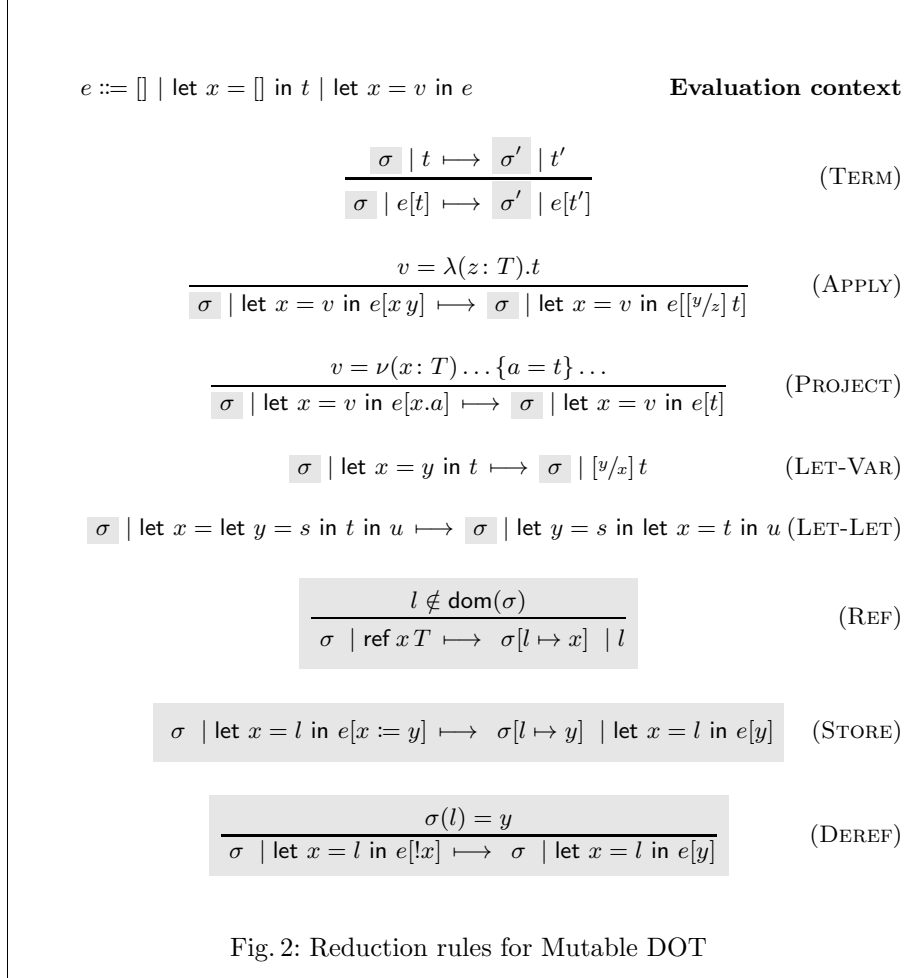 e ::= [] | let x = [] in t | let x = v in e Evaluation context
σ | t ⟼ σ′ | t′
(Term)
σ | e[t] ⟼ σ′ | e[t′]
v = λ(z: T).t
(Apply)
σ | let x = v in e[x y] ⟼ σ | let x = v in e[[y/z] t]
v = ν(x: T) … {a = t} …
(Project)
σ | let x = v in e[x.a] ⟼ σ | let x = v in e[t]
σ | let x = y in t ⟼ σ | [y/x] t (Let-Var)
σ | let x = let y = s in t in u ⟼ σ | let y = s in let x = t in u (Let-Let)
l ∉ dom(σ)
(Ref)
σ | ref x T ⟼ σ[l ↦ x] | l
σ | let x = l in e[x := y] ⟼ σ[l ↦ y] | let x = l in e[y] (Store)
σ(l) = y
(Deref)
σ | let x = l in e[!x] ⟼ σ | let x = l in e[y]
Fig. 2: Reduction rules for Mutable DOT